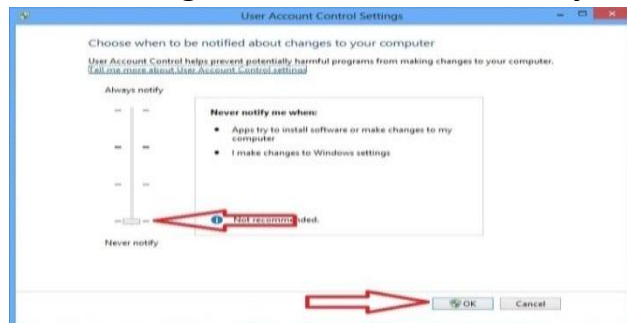 User Account Control Settings
Choose when to be notified about changes to your computer
User Account Control helps prevent potentially harmful programs from making changes to your computer.
Tell me more about User Account Control settings
Always notify
Never notify me when:
• Apps try to install software or make changes to my
computer
• I make changes to Windows settings
Not recommended.
Never notify
OK Cancel